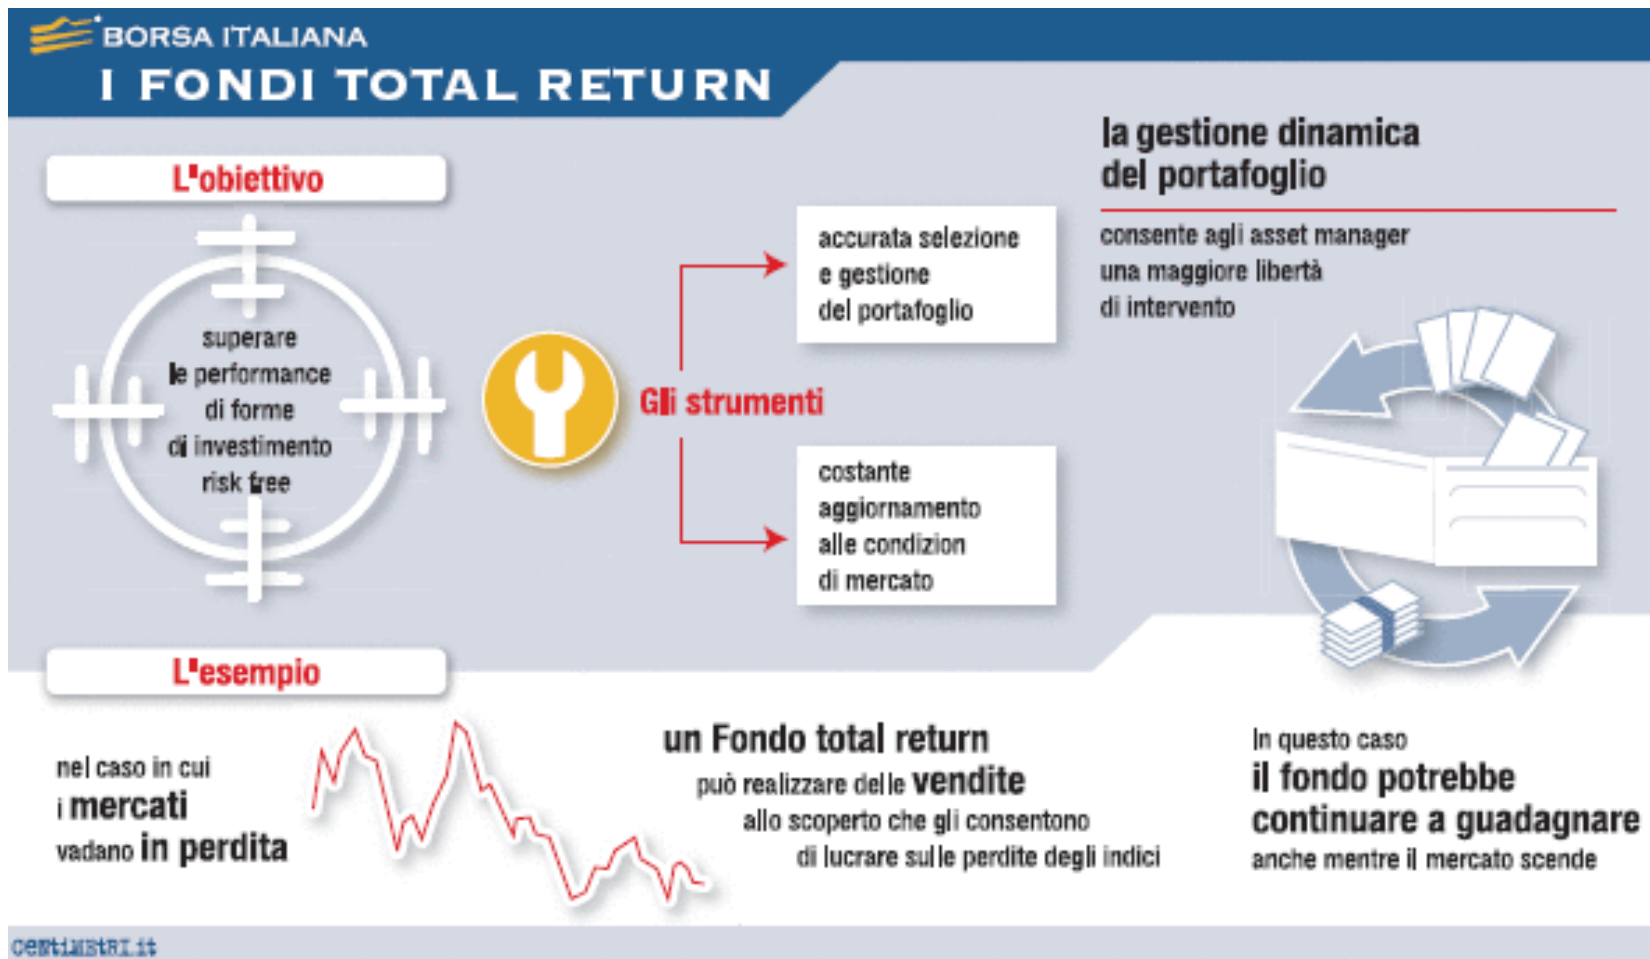 BORSA ITALIANA
I FONDI TOTAL RETURN
L'obiettivo
superare
le performance
di forme
di investimento
risk free
Gli strumenti
accurata selezione
e gestione
del portafoglio
costante
aggiornamento
alle condizion
di mercato
la gestione dinamica
del portafoglio
consente agli asset manager
una maggiore libertà
di intervento
L'esempio
nel caso in cui
i mercati
vadano in perdita
un Fondo total return
può realizzare delle vendite
allo scoperto che gli consentono
di lucrare sulle perdite degli indici
In questo caso
il fondo potrebbe
continuare a guadagnare
anche mentre il mercato scende
CENTIMETRI.it